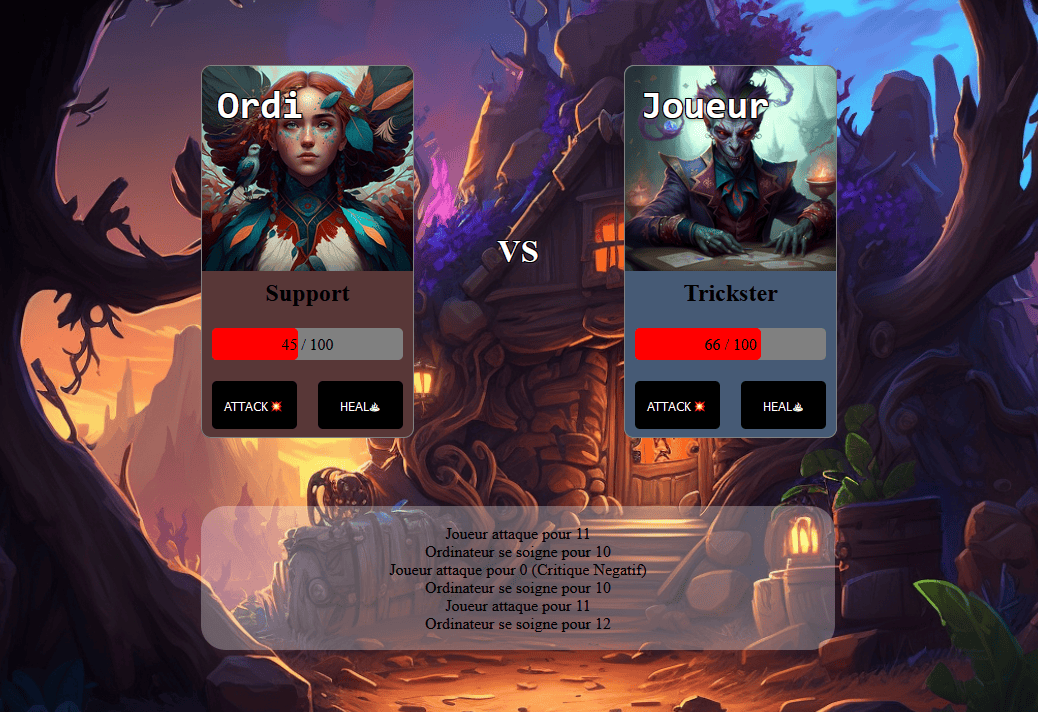 Ordi
Joueur
VS
Support
Trickster
45 / 100
66 / 100
ATTACK💥 HEAL🍙
ATTACK💥 HEAL🍙
Joueur attaque pour 11
Ordinateur se soigne pour 10
Joueur attaque pour 0 (Critique Negatif)
Ordinateur se soigne pour 10
Joueur attaque pour 11
Ordinateur se soigne pour 12